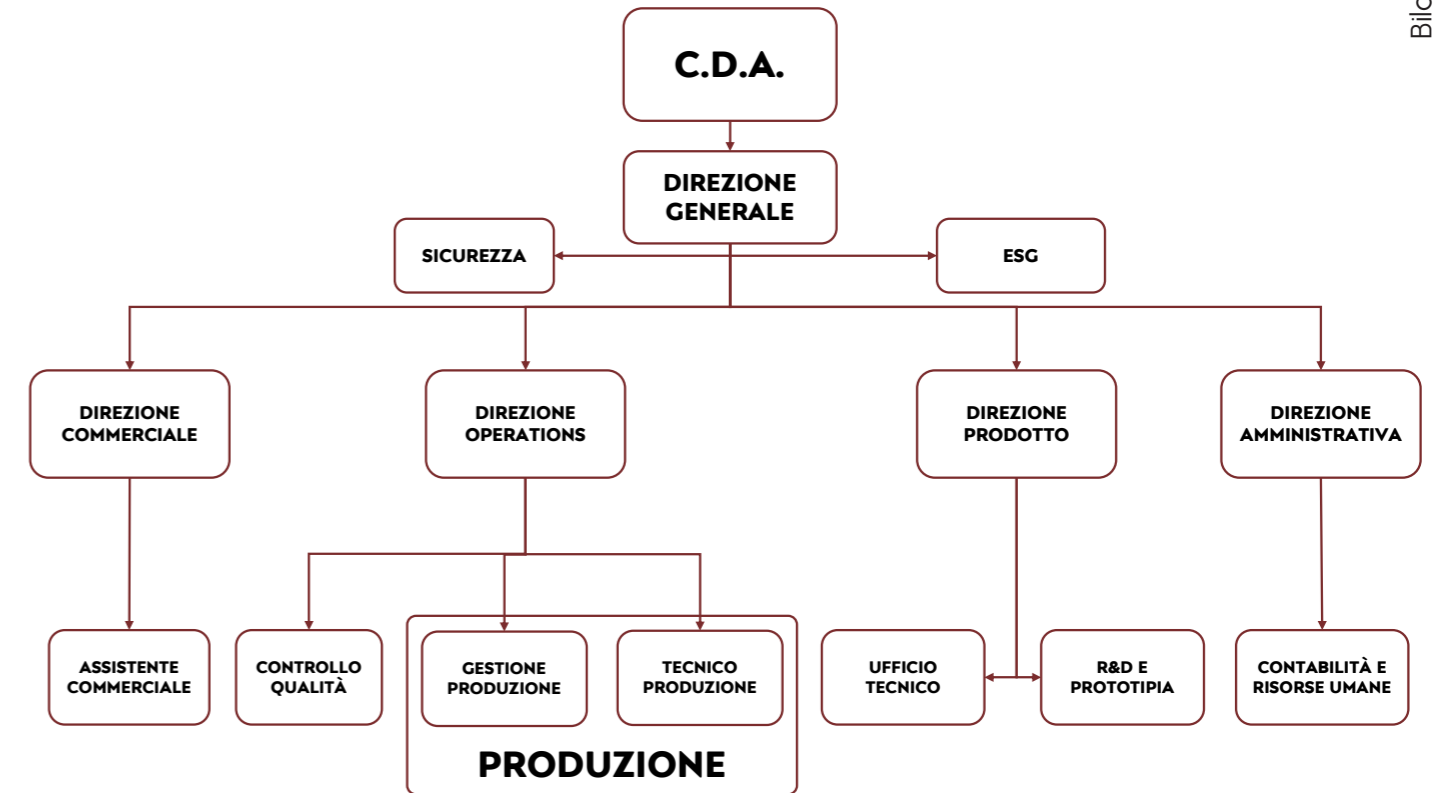 C.D.A.
DIREZIONE
GENERALE
SICUREZZA
ESG
DIREZIONE
COMMERCIALE
DIREZIONE
OPERATIONS
DIREZIONE
PRODOTTO
DIREZIONE
AMMINISTRATIVA
ASSISTENTE
COMMERCIALE
CONTROLLO
QUALITÀ
GESTIONE
PRODUZIONE
TECNICO
PRODUZIONE
UFFICIO
TECNICO
R&D E
PROTOTIPIA
CONTABILITÀ E
RISORSE UMANE
PRODUZIONE